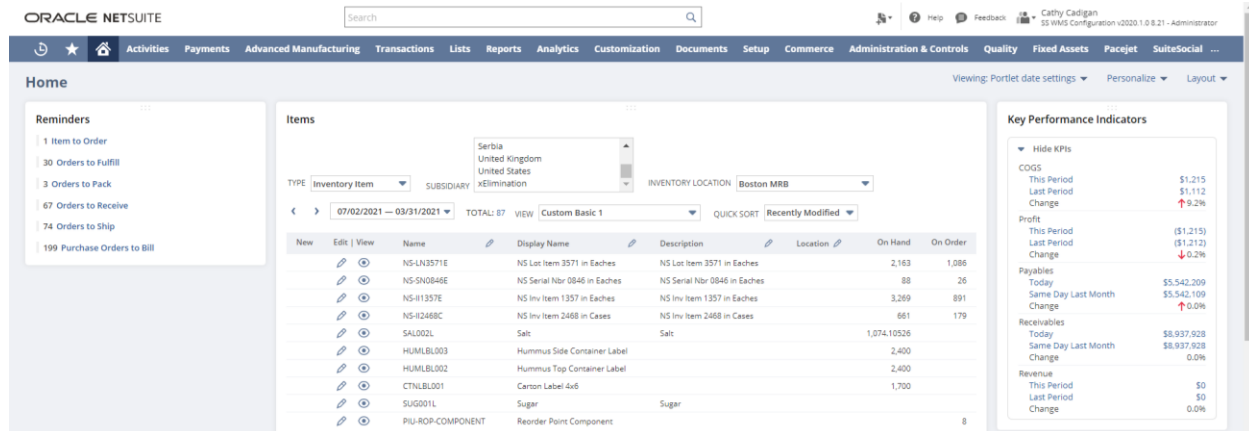 ORACLE NETSUITE
Search
Help
Feedback
Cathy Cadigan
SS WMS Configuration v2020.1.0 8.21 - Administrator
Activities Payments Advanced Manufacturing Transactions Lists Reports Analytics Customization Documents Setup Commerce Administration & Controls Quality Fixed Assets Pacejet SuiteSocial ...
Home
Viewing: Portlet date settings Personalize Layout
Reminders
1 Item to Order
30 Orders to Fulfill
3 Orders to Pack
67 Orders to Receive
74 Orders to Ship
199 Purchase Orders to Bill
Items
Serbia
United Kingdom
United States
xElimination
TYPE Inventory Item SUBSIDIARY INVENTORY LOCATION Boston MRB
07/02/2021 — 03/31/2021 TOTAL: 87 VIEW Custom Basic 1 QUICK SORT Recently Modified
New Edit | View Name Display Name Description Location On Hand On Order
NS-LN3571E NS Lot Item 3571 in Eaches NS Lot Item 3571 in Eaches 2,163 1,086
NS-SN0846E NS Serial Nbr 0846 in Eaches NS Serial Nbr 0846 in Eaches 88 26
NS-II1357E NS Inv Item 1357 in Eaches NS Inv Item 1357 in Eaches 3,269 891
NS-II2468C NS Inv Item 2468 in Cases NS Inv Item 2468 in Cases 661 179
SAL002L Salt Salt 1,074.10526
HUMLBL003 Hummus Side Container Label 2,400
HUMLBL002 Hummus Top Container Label 2,400
CTNLBL001 Carton Label 4x6 1,700
SUG001L Sugar Sugar
PIU-ROP-COMPONENT Reorder Point Component 8
Key Performance Indicators
Hide KPIs
COGS
This Period $1,215
Last Period $1,112
Change 9.2%
Profit
This Period ($1,215)
Last Period ($1,212)
Change 0.2%
Payables
Today $5,542,209
Same Day Last Month $5,542,109
Change 0.0%
Receivables
Today $8,937,928
Same Day Last Month $8,937,928
Change 0.0%
Revenue
This Period $0
Last Period $0
Change 0.0%